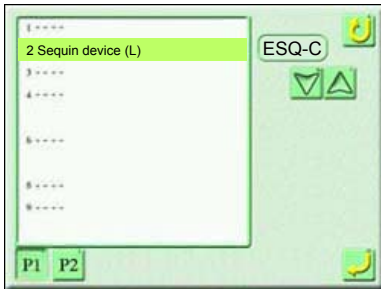 1 ----
2 Sequin device (L)
ESQ-C
3 ----
4 ----
6 ----
8 ----
9 ----
P1 P2